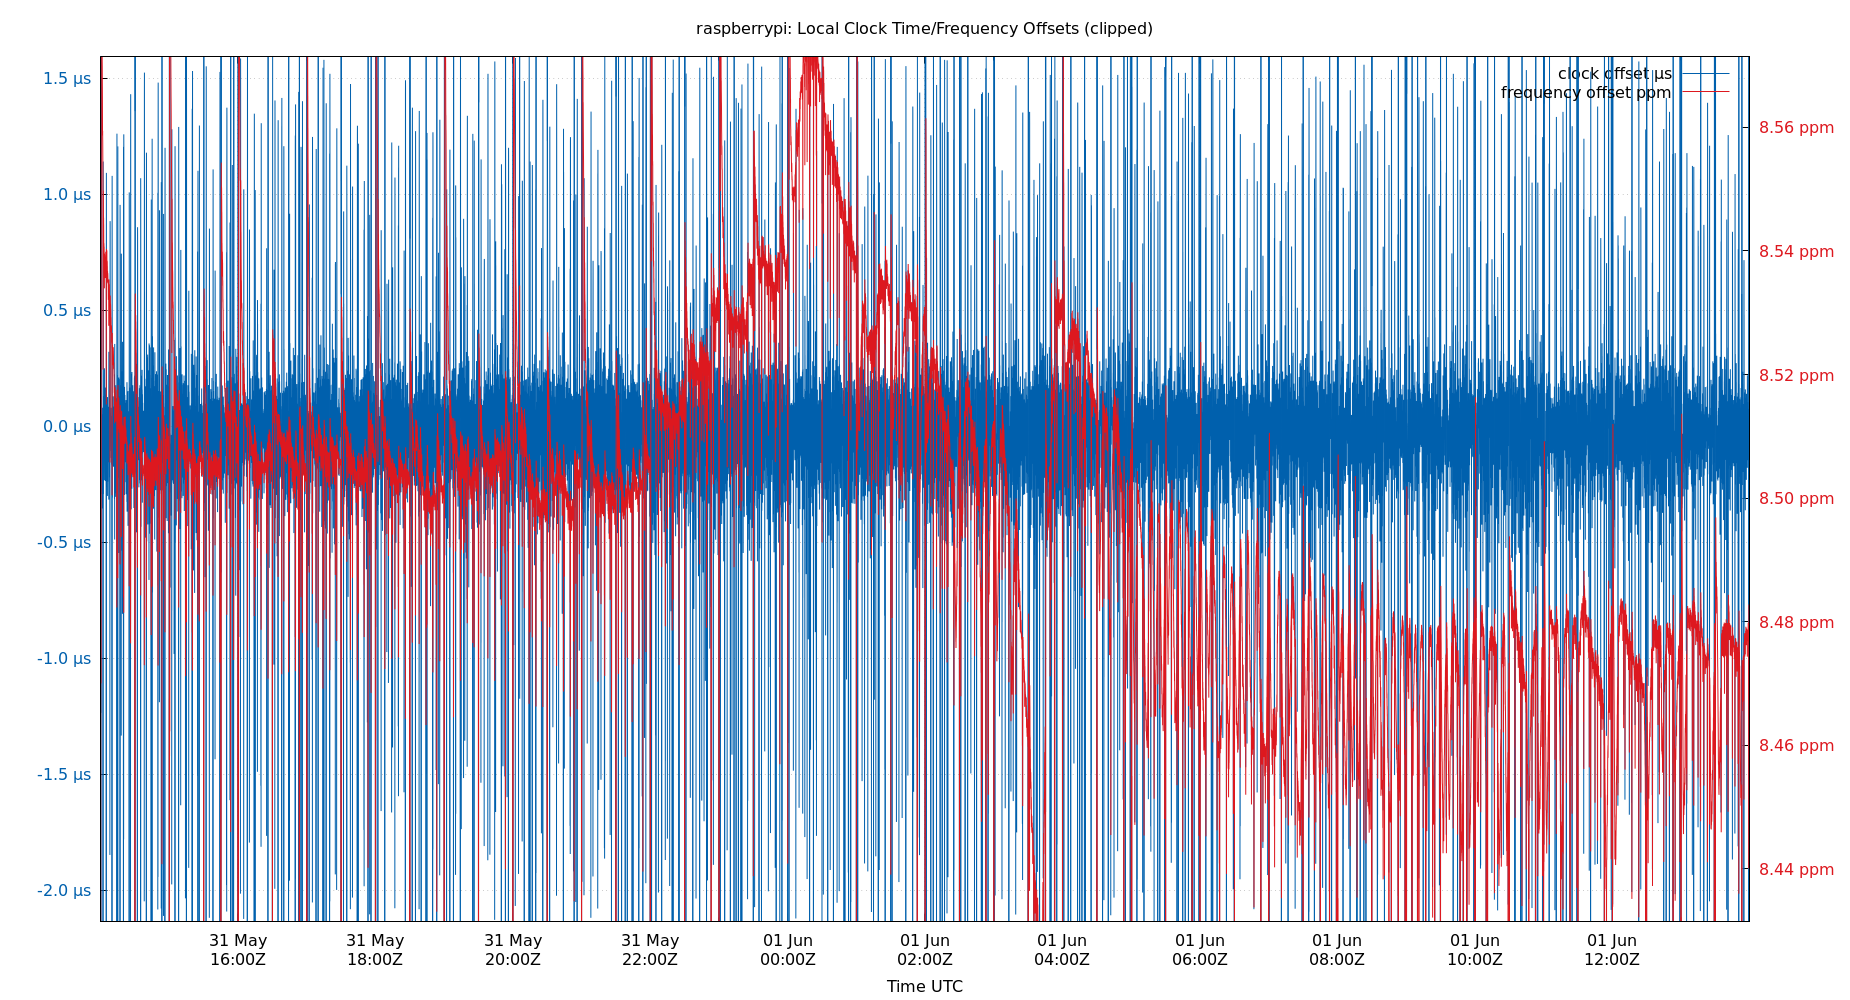 raspberrypi: Local Clock Time/Frequency Offsets (clipped)
clock offset µs
frequency offset ppm
1.5 µs
1.0 µs
0.5 µs
0.0 µs
-0.5 µs
-1.0 µs
-1.5 µs
-2.0 µs
8.56 ppm
8.54 ppm
8.52 ppm
8.50 ppm
8.48 ppm
8.46 ppm
8.44 ppm
31 May 31 May 31 May 31 May 01 Jun 01 Jun 01 Jun 01 Jun 01 Jun 01 Jun 01 Jun
16:00Z 18:00Z 20:00Z 22:00Z 00:00Z 02:00Z 04:00Z 06:00Z 08:00Z 10:00Z 12:00Z
Time UTC